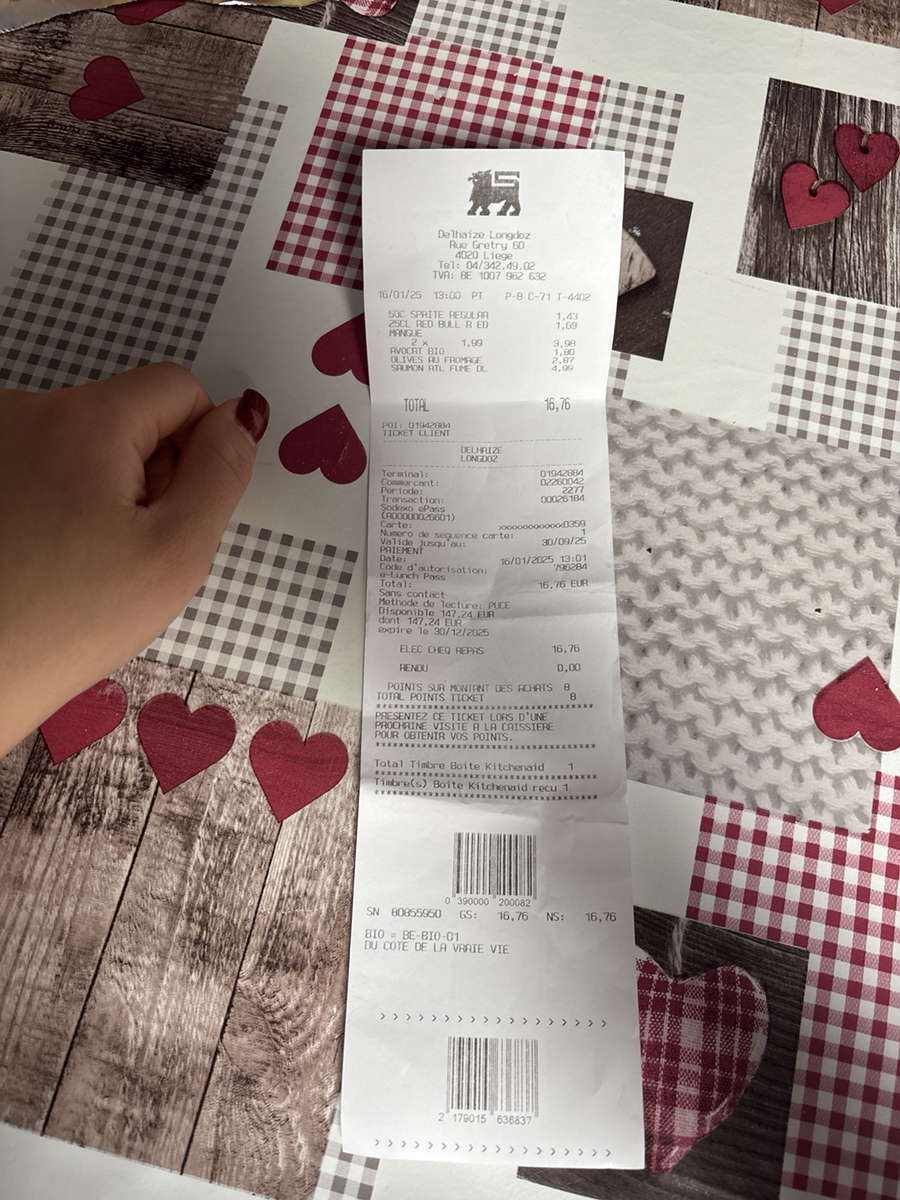 Delhaize Longdoz
Rue Gretry 60
4020 Liege
Tel: 04/342.49.02
TVA: BE 1007 962 632
16/01/25 13:00 PT P-8 C-71 T-4402
50C SPRITE REGULAR 1,43
25CL RED BULL R ED 1,69
MANGUE
2 x 1,99 3,98
AVOCAT BIO 1,80
OLIVES AU FROMAGE 2,87
SAUMON ATL FUME DL 4,99
TOTAL 16,76
POI: 01942884
TICKET CLIENT
DELHAIZE
LONGDOZ
Terminal: 01942884
Commercant: 02260042
Periode: 2277
Transaction: 00026184
Sodexo ePass
(A0000026601)
Carte: xxxxxxxxxxxxx0359
Numero de sequence carte: 1
Valide jusqu'au: 30/09/25
PAIEMENT
Date: 16/01/2025 13:01
Code d'autorisation: 796284
e-Lunch Pass
Total: 16,76 EUR
Sans contact
Methode de lecture: PUCE
Disponible 147,24 EUR
dont 147,24 EUR
expire le 30/12/2025
ELEC CHEQ REPAS 16,76
RENDU 0,00
POINTS SUR MONTANT DES ACHATS 8
TOTAL POINTS TICKET 8
PRESENTEZ CE TICKET LORS D'UNE
PROCHAINE VISITE A LA CAISSIERE
POUR OBTENIR VOS POINTS.
Total Timbre Boite Kitchenaid 1
Timbre(s) Boite Kitchenaid recu 1
0 390000 200082
SN 80855950 GS: 16,76 NS: 16,76
BIO = BE-BIO-01
DU COTE DE LA VRAIE VIE
2 179015 636837